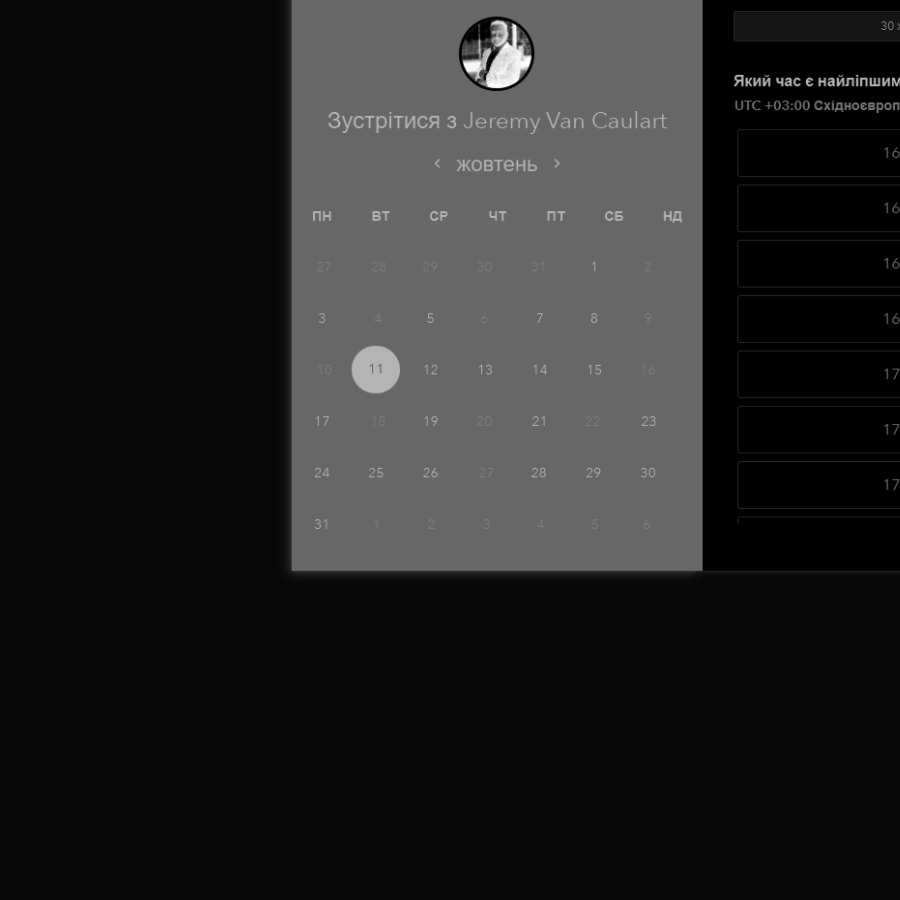 Зустрітися з Jeremy Van Caulart
жовтень
ПН ВТ СР ЧТ ПТ СБ НД
27 28 29 30 31 1 2
3 4 5 6 7 8 9
10 11 12 13 14 15 16
17 18 19 20 21 22 23
24 25 26 27 28 29 30
31 1 2 3 4 5 6
30
Який час є найліпшим
UTC +03:00
16
16
16
16
17
17
17